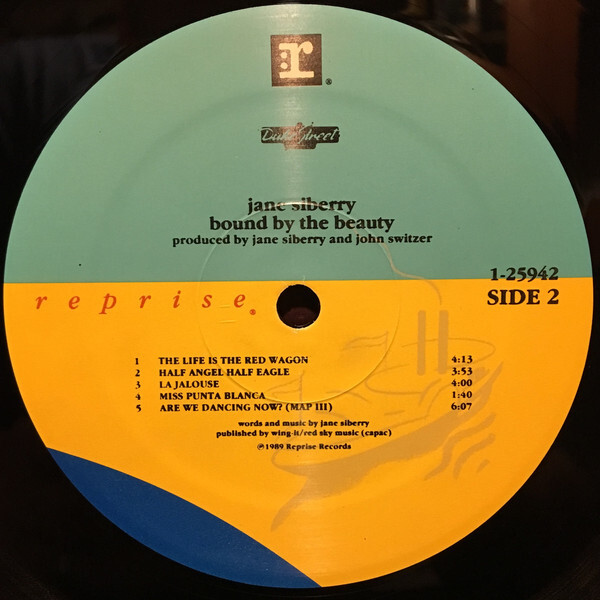 r
®
Duke Street
jane siberry
bound by the beauty
produced by jane siberry and john switzer
1-25942
reprise®
SIDE 2
1 THE LIFE IS THE RED WAGON 4:13
2 HALF ANGEL HALF EAGLE 3:53
3 LA JALOUSE 4:00
4 MISS PUNTA BLANCA 1:40
5 ARE WE DANCING NOW? (MAP III) 6:07
words and music by jane siberry
published by wing-it/red sky music (capac)
℗1989 Reprise Records